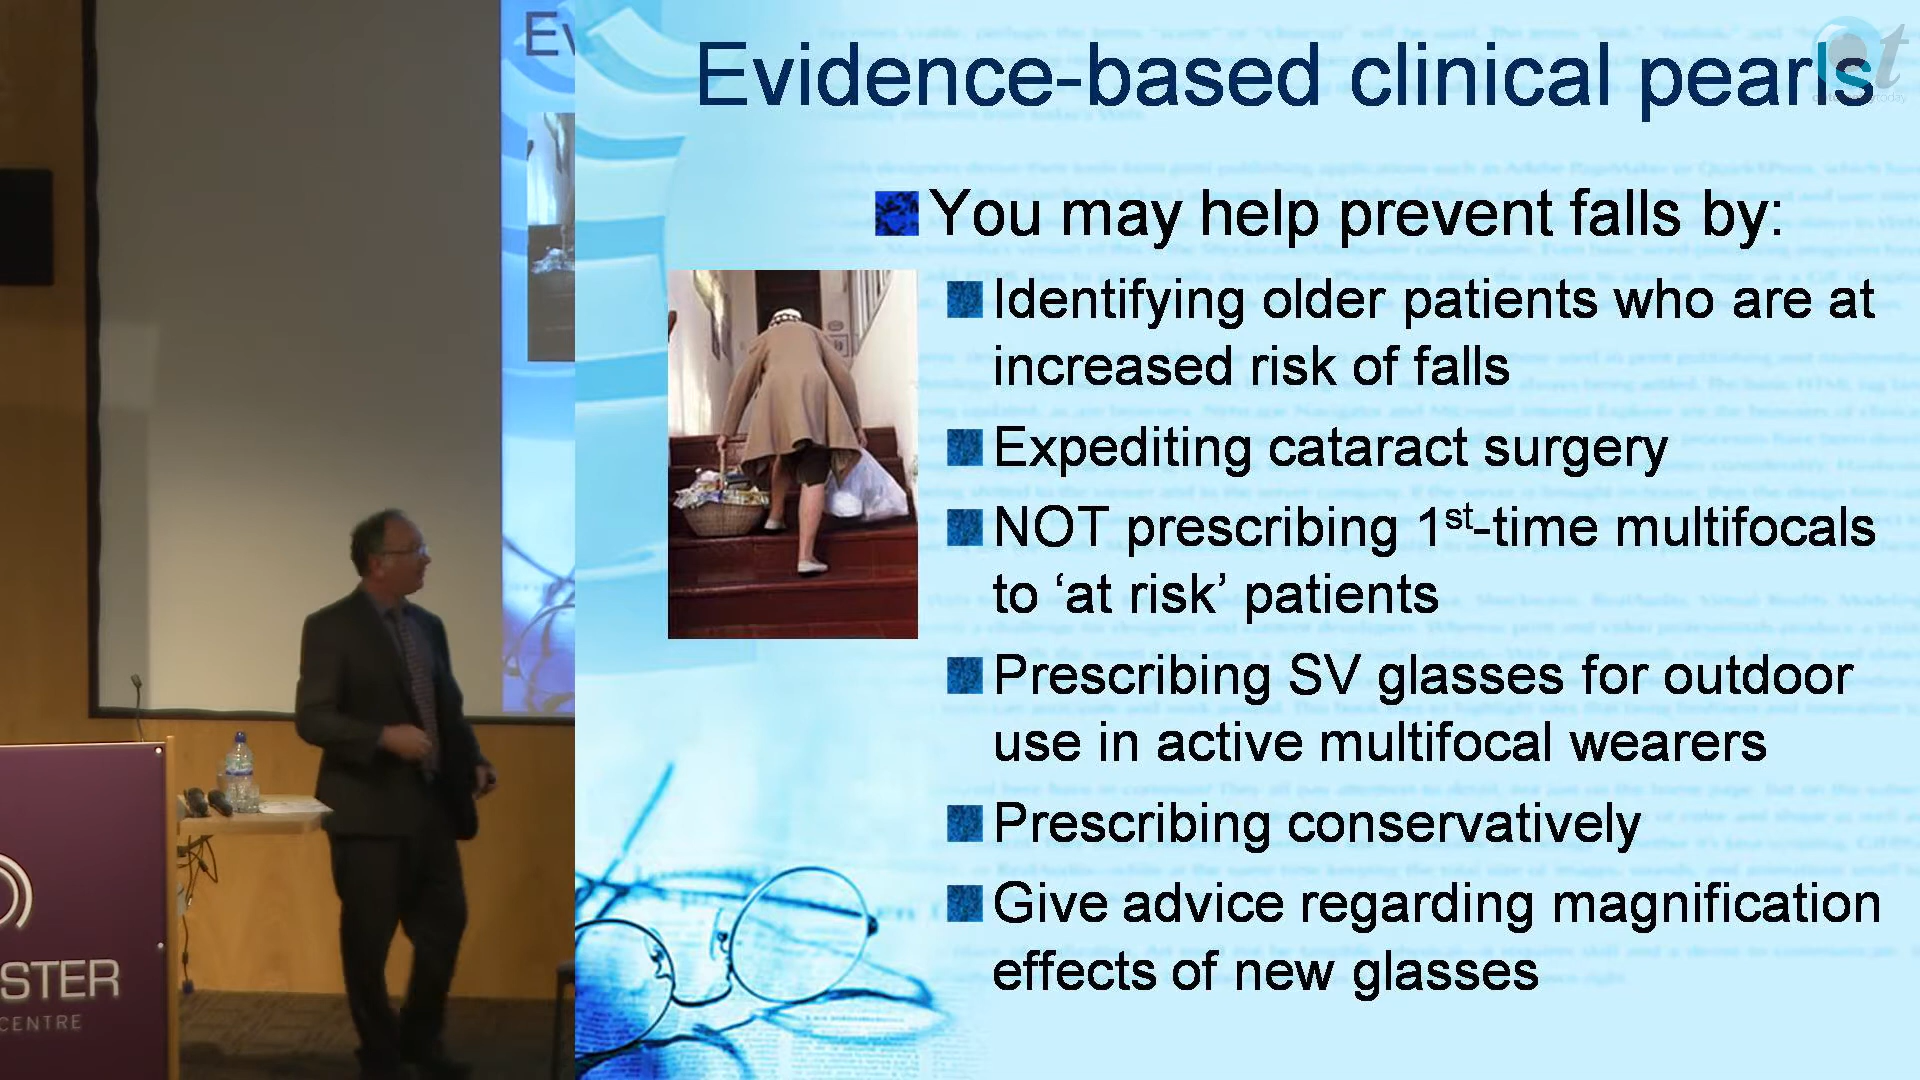 Ev
Evidence-based clinical pearls
You may help prevent falls by:
Identifying older patients who are at
increased risk of falls
Expediting cataract surgery
NOT prescribing 1st-time multifocals
to ‘at risk’ patients
Prescribing SV glasses for outdoor
use in active multifocal wearers
Prescribing conservatively
Give advice regarding magnification
effects of new glasses
STER
CENTRE